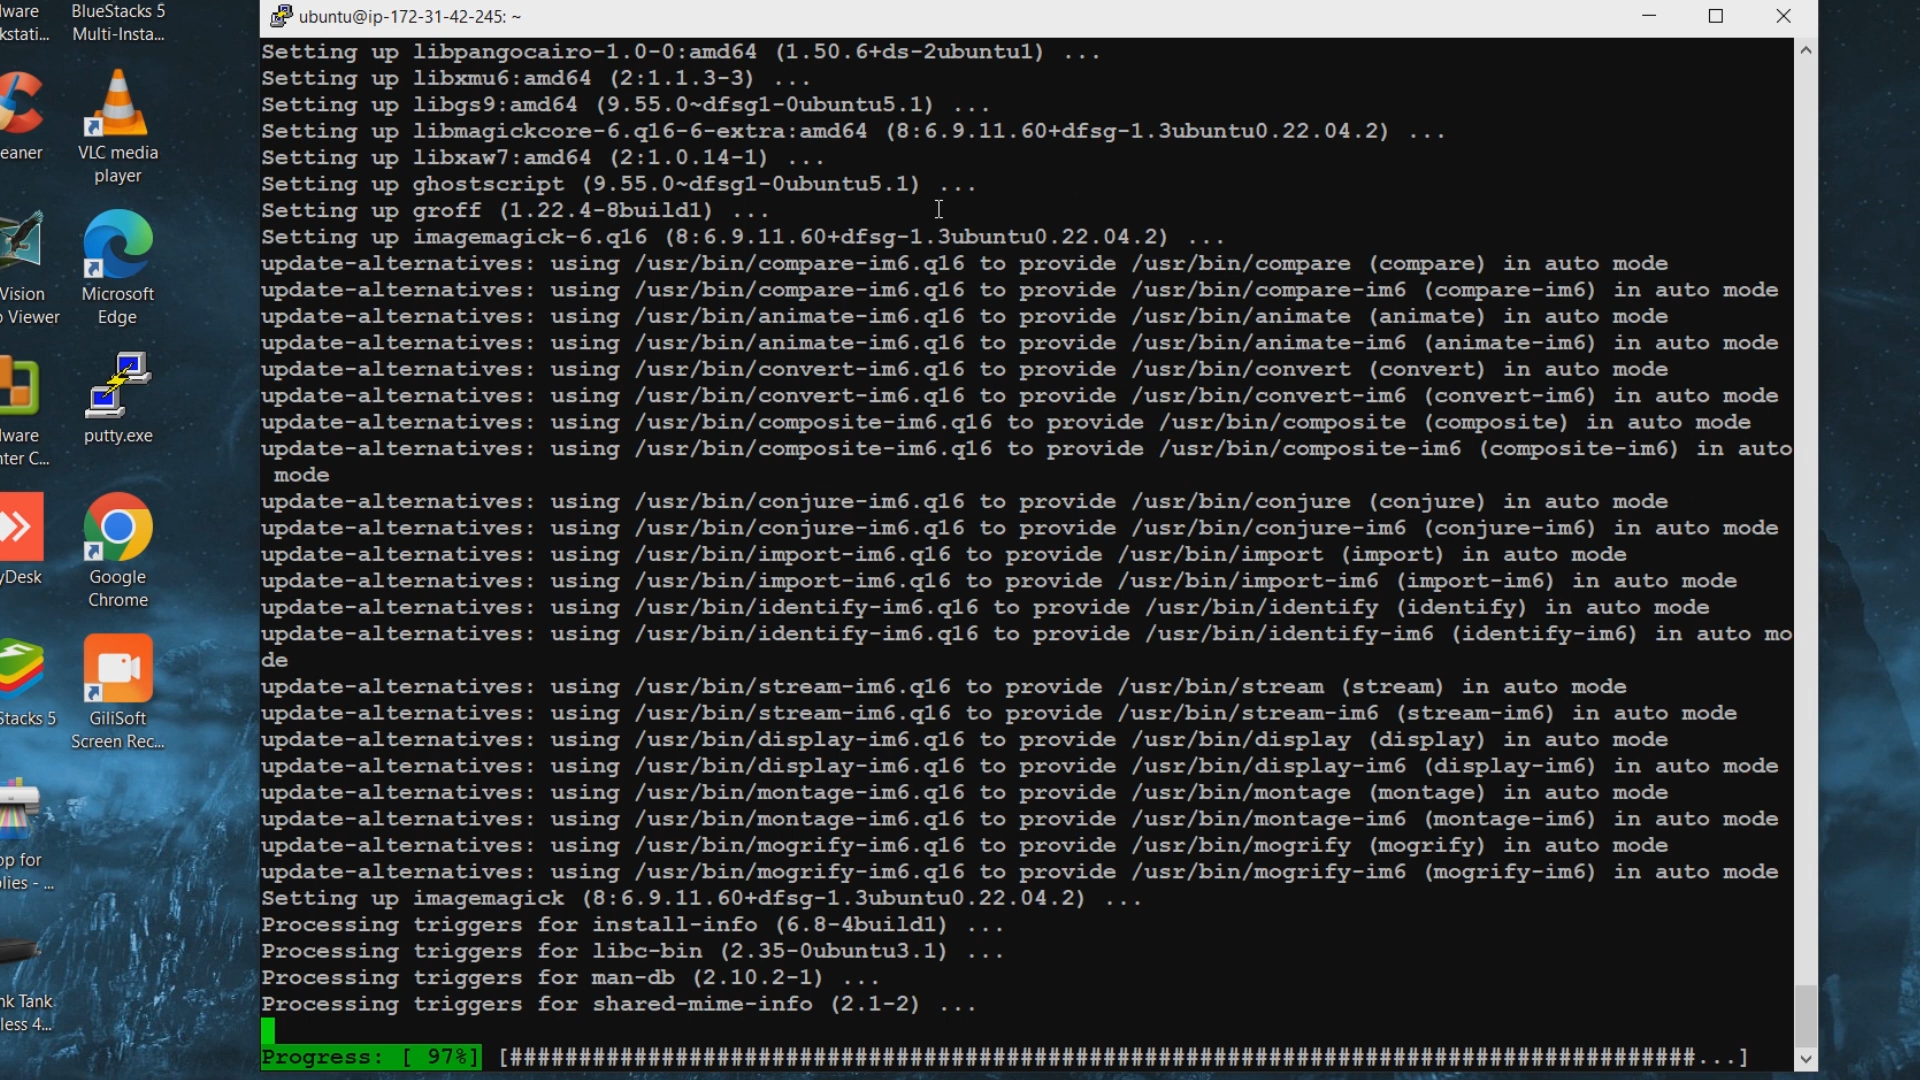 ware
kstati...
BlueStacks 5
Multi-Insta...
eaner
VLC media
player
Vision
Viewer
Microsoft
Edge
ware
nter C...
putty.exe
yDesk
Google
Chrome
Stacks 5
GiliSoft
Screen Rec...
op for
lies - ...
nk Tank
less 4...
ubuntu@ip-172-31-42-245: ~
Setting up libpangocairo-1.0-0:amd64 (1.50.6+ds-2ubuntu1) ...
Setting up libxmu6:amd64 (2:1.1.3-3) ...
Setting up libgs9:amd64 (9.55.0~dfsg1-0ubuntu5.1) ...
Setting up libmagickcore-6.q16-6-extra:amd64 (8:6.9.11.60+dfsg-1.3ubuntu0.22.04.2) ...
Setting up libxaw7:amd64 (2:1.0.14-1) ...
Setting up ghostscript (9.55.0~dfsg1-0ubuntu5.1) ...
Setting up groff (1.22.4-8build1) ...
Setting up imagemagick-6.q16 (8:6.9.11.60+dfsg-1.3ubuntu0.22.04.2) ...
update-alternatives: using /usr/bin/compare-im6.q16 to provide /usr/bin/compare (compare) in auto mode
update-alternatives: using /usr/bin/compare-im6.q16 to provide /usr/bin/compare-im6 (compare-im6) in auto mode
update-alternatives: using /usr/bin/animate-im6.q16 to provide /usr/bin/animate (animate) in auto mode
update-alternatives: using /usr/bin/animate-im6.q16 to provide /usr/bin/animate-im6 (animate-im6) in auto mode
update-alternatives: using /usr/bin/convert-im6.q16 to provide /usr/bin/convert (convert) in auto mode
update-alternatives: using /usr/bin/convert-im6.q16 to provide /usr/bin/convert-im6 (convert-im6) in auto mode
update-alternatives: using /usr/bin/composite-im6.q16 to provide /usr/bin/composite (composite) in auto mode
update-alternatives: using /usr/bin/composite-im6.q16 to provide /usr/bin/composite-im6 (composite-im6) in auto
 mode
update-alternatives: using /usr/bin/conjure-im6.q16 to provide /usr/bin/conjure (conjure) in auto mode
update-alternatives: using /usr/bin/conjure-im6.q16 to provide /usr/bin/conjure-im6 (conjure-im6) in auto mode
update-alternatives: using /usr/bin/import-im6.q16 to provide /usr/bin/import (import) in auto mode
update-alternatives: using /usr/bin/import-im6.q16 to provide /usr/bin/import-im6 (import-im6) in auto mode
update-alternatives: using /usr/bin/identify-im6.q16 to provide /usr/bin/identify (identify) in auto mode
update-alternatives: using /usr/bin/identify-im6.q16 to provide /usr/bin/identify-im6 (identify-im6) in auto mo
de
update-alternatives: using /usr/bin/stream-im6.q16 to provide /usr/bin/stream (stream) in auto mode
update-alternatives: using /usr/bin/stream-im6.q16 to provide /usr/bin/stream-im6 (stream-im6) in auto mode
update-alternatives: using /usr/bin/display-im6.q16 to provide /usr/bin/display (display) in auto mode
update-alternatives: using /usr/bin/display-im6.q16 to provide /usr/bin/display-im6 (display-im6) in auto mode
update-alternatives: using /usr/bin/montage-im6.q16 to provide /usr/bin/montage (montage) in auto mode
update-alternatives: using /usr/bin/montage-im6.q16 to provide /usr/bin/montage-im6 (montage-im6) in auto mode
update-alternatives: using /usr/bin/mogrify-im6.q16 to provide /usr/bin/mogrify (mogrify) in auto mode
update-alternatives: using /usr/bin/mogrify-im6.q16 to provide /usr/bin/mogrify-im6 (mogrify-im6) in auto mode
Setting up imagemagick (8:6.9.11.60+dfsg-1.3ubuntu0.22.04.2) ...
Processing triggers for install-info (6.8-4build1) ...
Processing triggers for libc-bin (2.35-0ubuntu3.1) ...
Processing triggers for man-db (2.10.2-1) ...
Processing triggers for shared-mime-info (2.1-2) ...
Progress: [ 97%] [######################################################################################...]